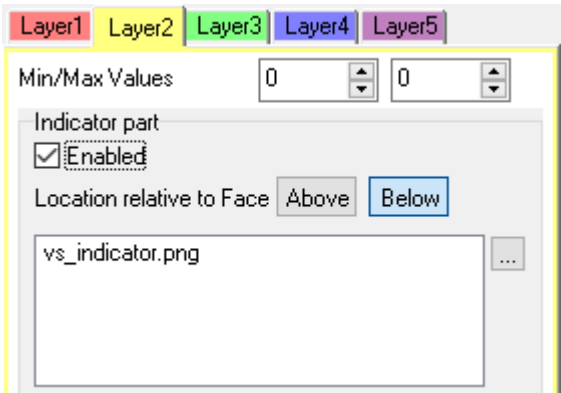 Layer1 Layer2 Layer3 Layer4 Layer5
Min/Max Values 0 0
Indicator part
Enabled
Location relative to Face Above Below
vs_indicator.png ...